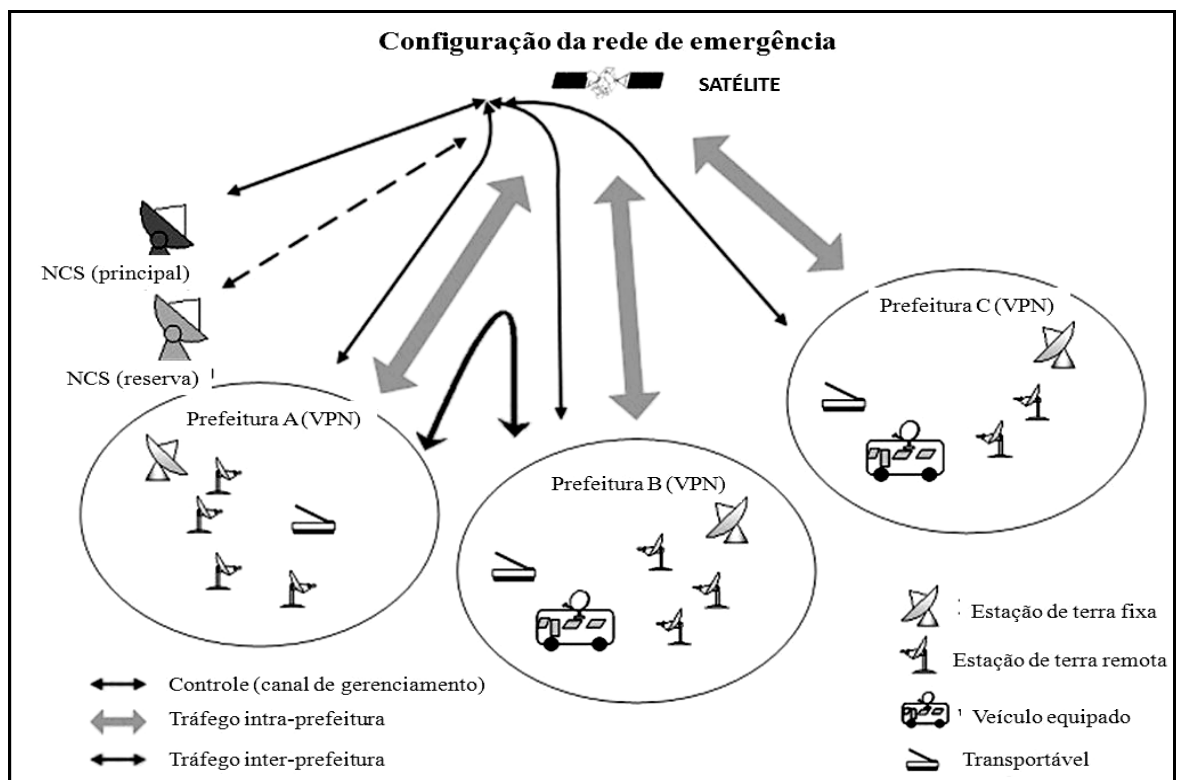 Configuração da rede de emergência
SATÉLITE
NCS (principal)
NCS (reserva)
Prefeitura A (VPN)
Prefeitura B (VPN)
Prefeitura C (VPN)
Estação de terra fixa
Estação de terra remota
Veículo equipado
Transportável
Controle (canal de gerenciamento)
Tráfego intra-prefeitura
Tráfego inter-prefeitura